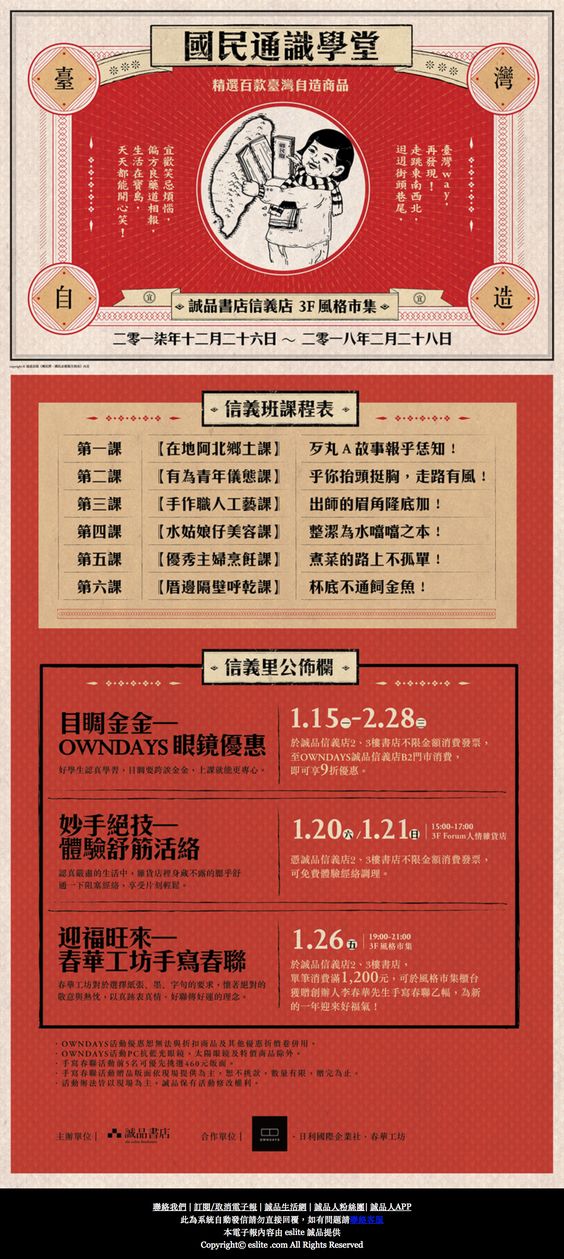 國民通識學堂
精選百款臺灣自造商品
臺
灣
臺灣way，
再發現！
走跳東南西北，
迌迌街頭巷尾，
宜歡笑忘煩惱，
偏方良藥道相報，
生活在寶島，
天天都能開心笑！
自
造
宜
宜
誠品書店信義店 3F風格市集
二零一柒年十二月二十六日 ～ 二零一八年二月二十八日
信義班課程表
第一課 【在地阿北鄉土課】 歹丸A故事報乎恁知！
第二課 【有為青年儀態課】 乎你抬頭挺胸，走路有風！
第三課 【手作職人工藝課】 出師的眉角隆底加！
第四課 【水姑娘仔美容課】 整潔為水噹噹之本！
第五課 【優秀主婦烹飪課】 煮菜的路上不孤單！
第六課 【厝邊隔壁呼乾課】 杯底不通飼金魚！
信義里公佈欄
目睭金金—
OWNDAYS 眼鏡優惠
好學生認真學習，目睭要跨談金金，上課就能更專心。
1.15一-2.28三
於誠品信義店2、3樓書店不限金額消費發票，
至OWNDAYS誠品信義店B2門市消費，
即可享9折優惠。
妙手絕技—
體驗舒筋活絡
認真嚴肅的生活中，雜貨店裡身藏不露的鄒乎舒
通一下阻塞經絡，享受片刻輕鬆。
1.20六/1.21日 15:00-17:00
3F Forum人情雜貨店
憑誠品信義店2、3樓書店不限金額消費發票，
可免費體驗經絡調理。
迎福旺來—
春華工坊手寫春聯
春華工坊對於選擇紙張、墨、字句的要求，懷著絕對的
敬意與熱忱，以真跡表真情、好聯傳好運的理念。
1.26五 19:00-21:00
3F 風格市集
於誠品信義店2、3樓書店，
單筆消費滿1,200元，可於風格市集櫃台
獲贈創辦人李春華先生手寫春聯乙幅，為新
的一年迎來好福氣！
· OWNDAYS活動優惠恕無法與折扣商品及其他優惠折價卷併用。
· OWNDAYS活動PC抗藍光眼鏡、太陽眼鏡及特價商品除外。
· 手寫春聯活動前5名可優先挑選460元版面。
· 手寫春聯活動贈品版面依現場提供為主，恕不挑款，數量有限，贈完為止。
· 活動辦法皆以現場為主，誠品保有活動修改權利。
主辦單位｜ 誠品書店 合作單位｜ OWNDAYS · 日利國際企業社 · 春華工坊
the eslite bookstore
聯絡我們 | 訂閱/取消電子報 | 誠品生活網 | 誠品人粉絲團| 誠品人APP
此為系統自動發信請勿直接回覆，如有問題請聯絡客服
本電子報內容由 eslite 誠品提供
Copyright© eslite .com All Rights Reserved